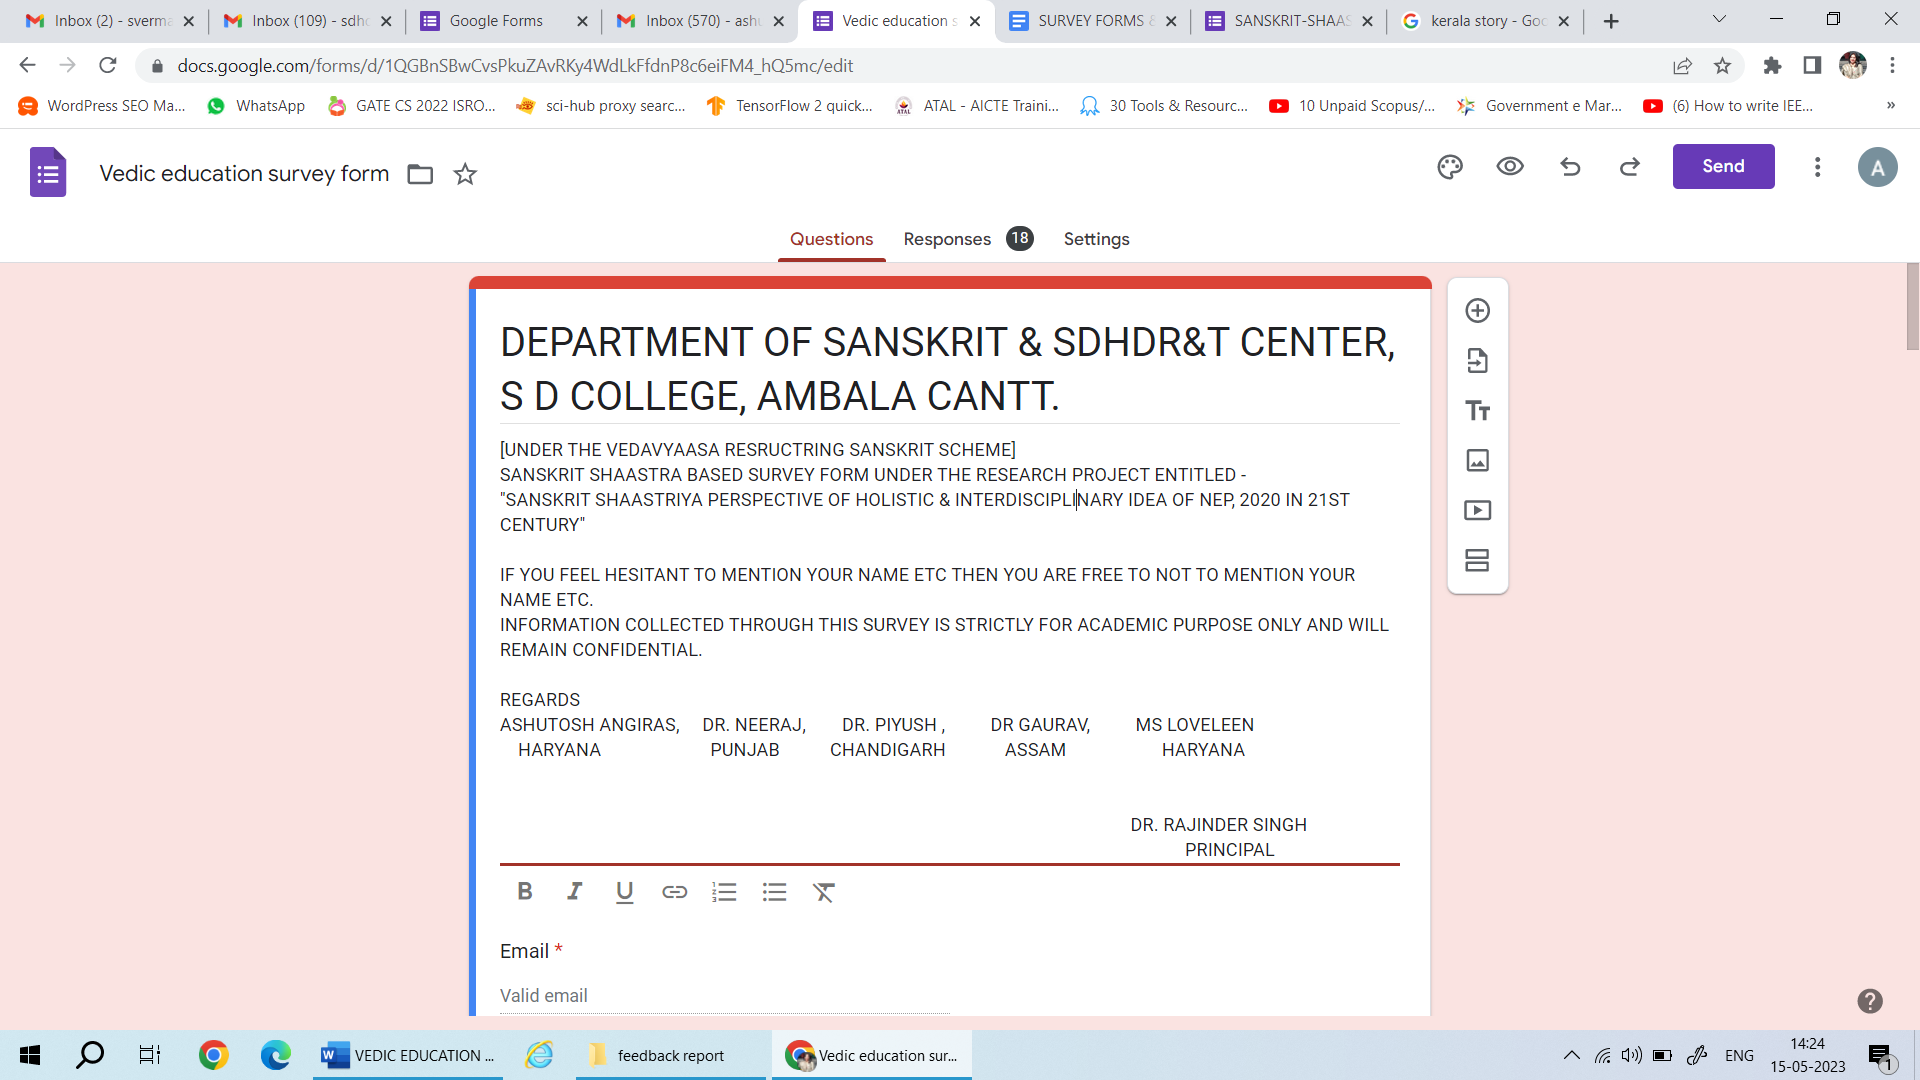 Inbox (2) - sverma
Inbox (109) - sdhd
Google Forms
Inbox (570) - ashu
Vedic education s
SURVEY FORMS &
SANSKRIT-SHAAS
kerala story - Goo
docs.google.com/forms/d/1QGBnSBwCvsPkuZAvRKy4WdLkFfdnP8c6eiFM4_hQ5mc/edit
WordPress SEO Ma...
WhatsApp
GATE CS 2022 ISRO...
sci-hub proxy searc...
TensorFlow 2 quick...
ATAL - AICTE Traini...
30 Tools & Resourc...
10 Unpaid Scopus/...
Government e Mar...
(6) How to write IEE...
»
Vedic education survey form
Send
A
Questions Responses 18 Settings
DEPARTMENT OF SANSKRIT & SDHDR&T CENTER,
S D COLLEGE, AMBALA CANTT.
[UNDER THE VEDAVYAASA RESRUCTRING SANSKRIT SCHEME]
SANSKRIT SHAASTRA BASED SURVEY FORM UNDER THE RESEARCH PROJECT ENTITLED -
"SANSKRIT SHAASTRIYA PERSPECTIVE OF HOLISTIC & INTERDISCIPLINARY IDEA OF NEP, 2020 IN 21ST
CENTURY"
IF YOU FEEL HESITANT TO MENTION YOUR NAME ETC THEN YOU ARE FREE TO NOT TO MENTION YOUR
NAME ETC.
INFORMATION COLLECTED THROUGH THIS SURVEY IS STRICTLY FOR ACADEMIC PURPOSE ONLY AND WILL
REMAIN CONFIDENTIAL.
REGARDS
ASHUTOSH ANGIRAS, DR. NEERAJ, DR. PIYUSH , DR GAURAV, MS LOVELEEN
HARYANA PUNJAB CHANDIGARH ASSAM HARYANA
DR. RAJINDER SINGH
PRINCIPAL
B I U
Email *
Valid email
VEDIC EDUCATION ...
feedback report
Vedic education sur...
ENG
14:24
15-05-2023
1